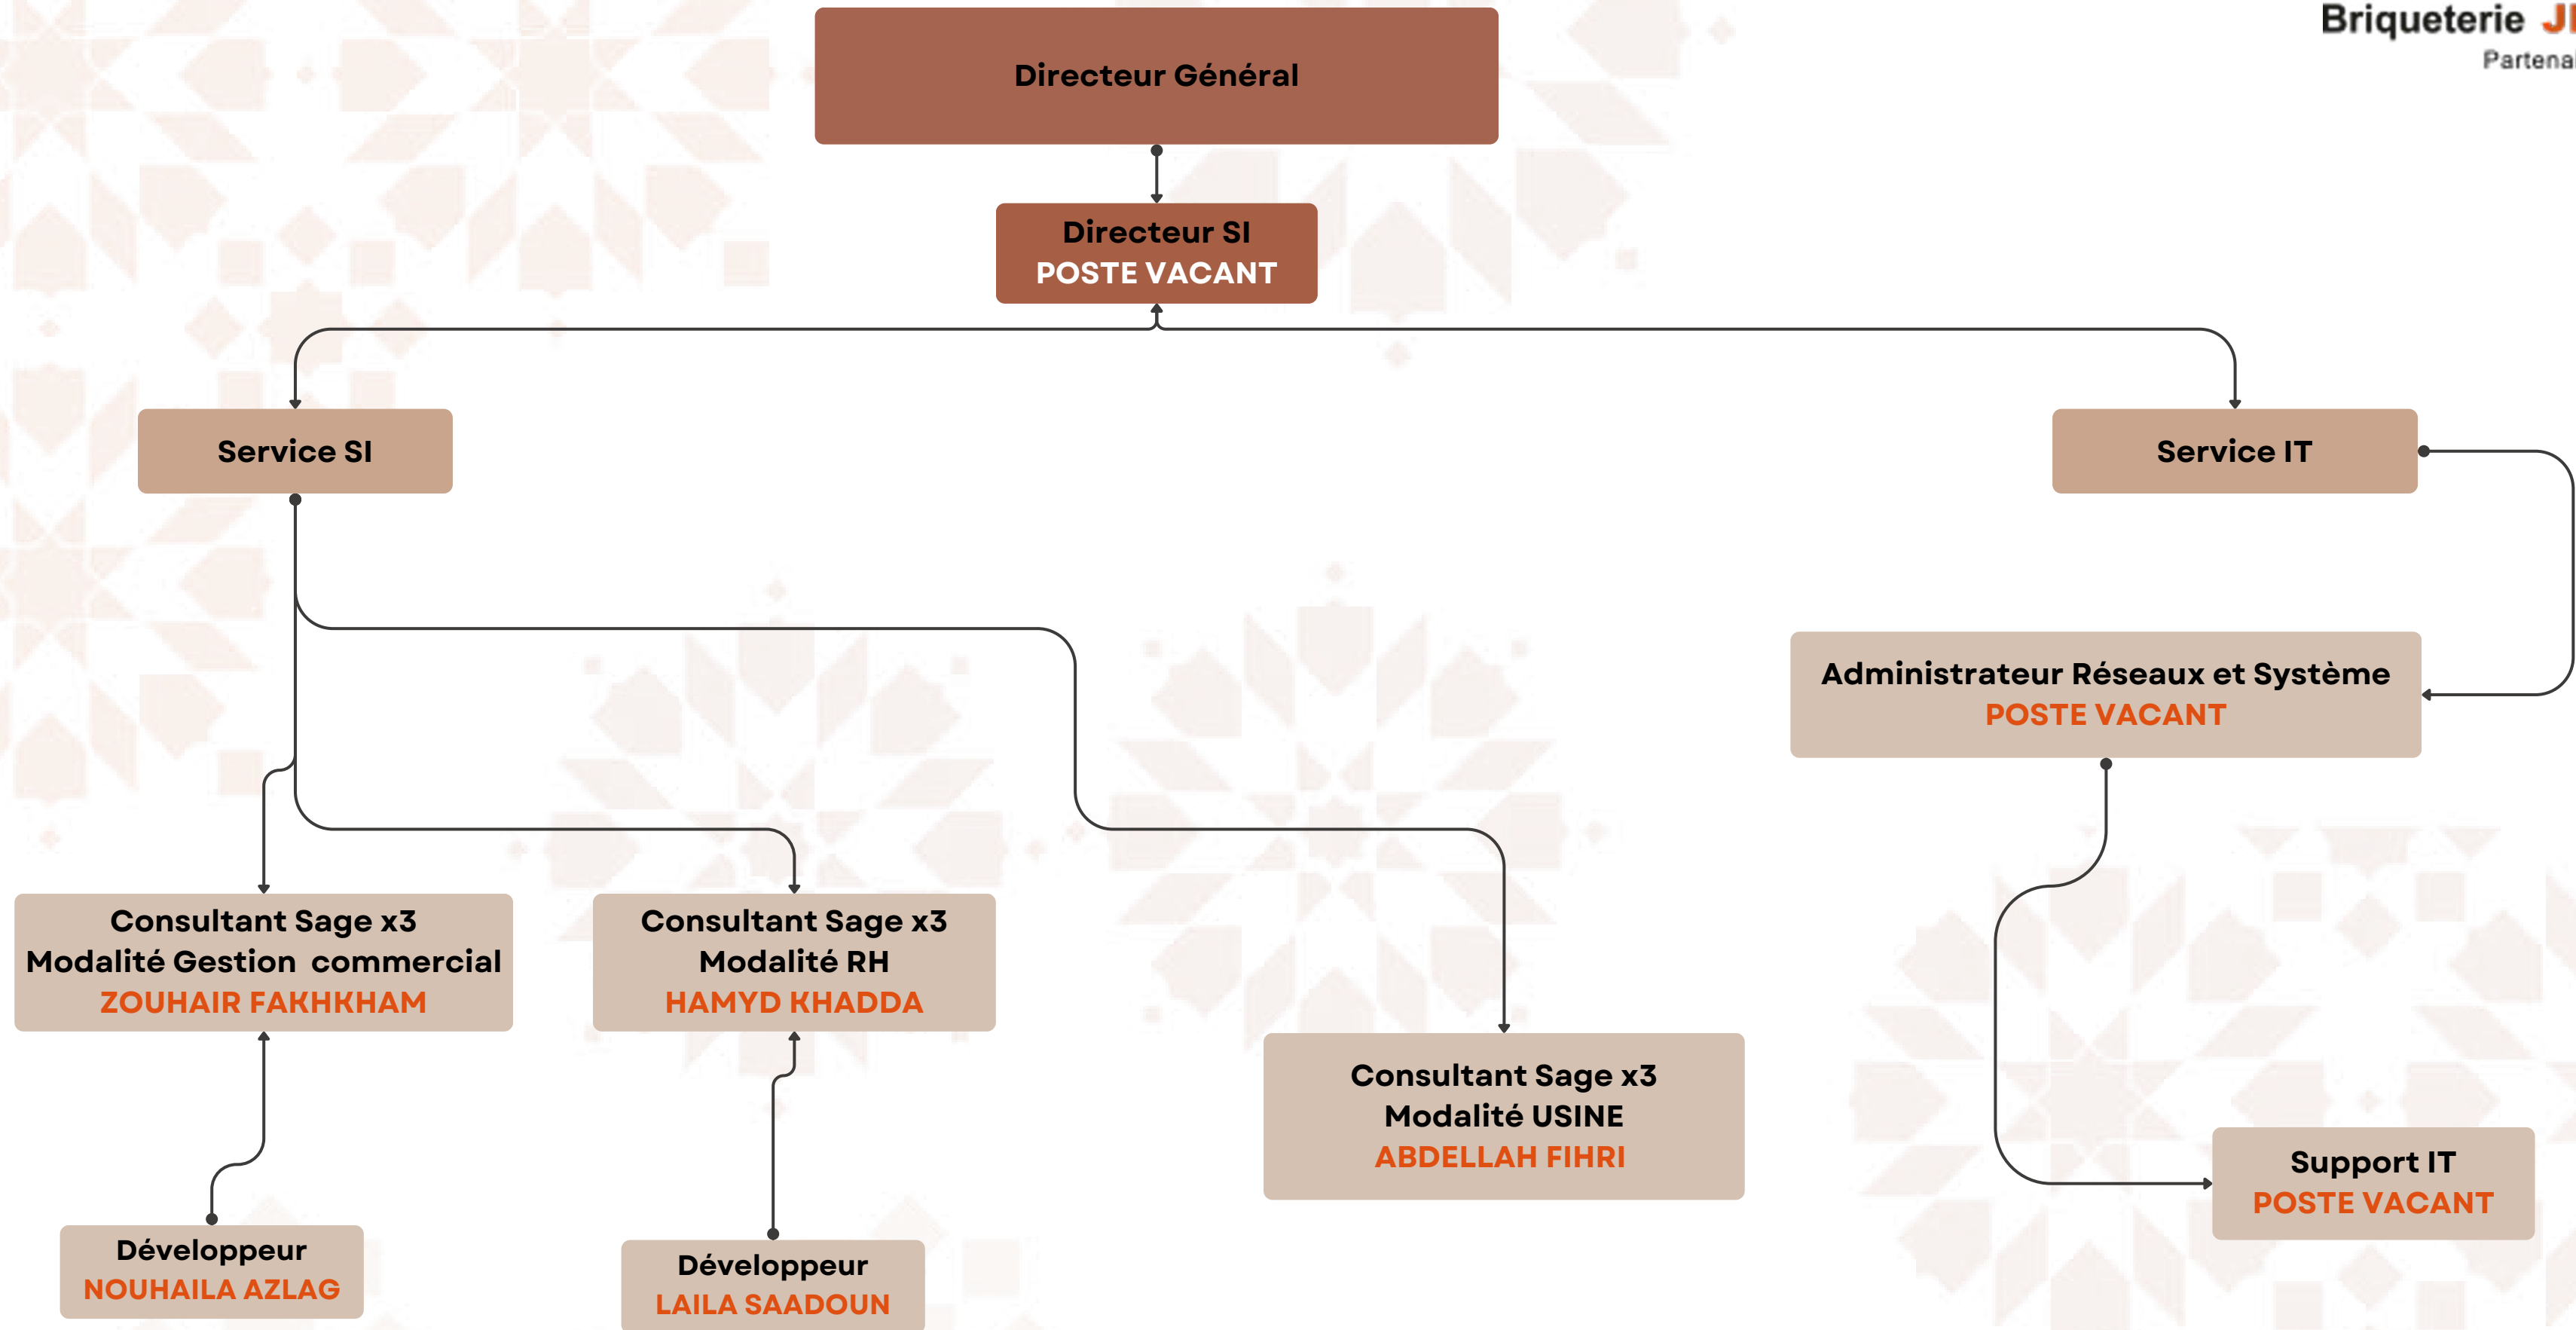 Briqueterie
Directeur Général
Directeur SI
POSTE VACANT
Service SI
Service IT
Administrateur Réseaux et Système
POSTE VACANT
Consultant Sage x3
Modalité Gestion commercial
ZOUHAIR FAKHKHAM
Consultant Sage x3
Modalité RH
HAMYD KHADDA
Consultant Sage x3
Modalité USINE
ABDELLAH FIHRI
Support IT
POSTE VACANT
Développeur
NOUHAILA AZLAG
Développeur
LAILA SAADOUN